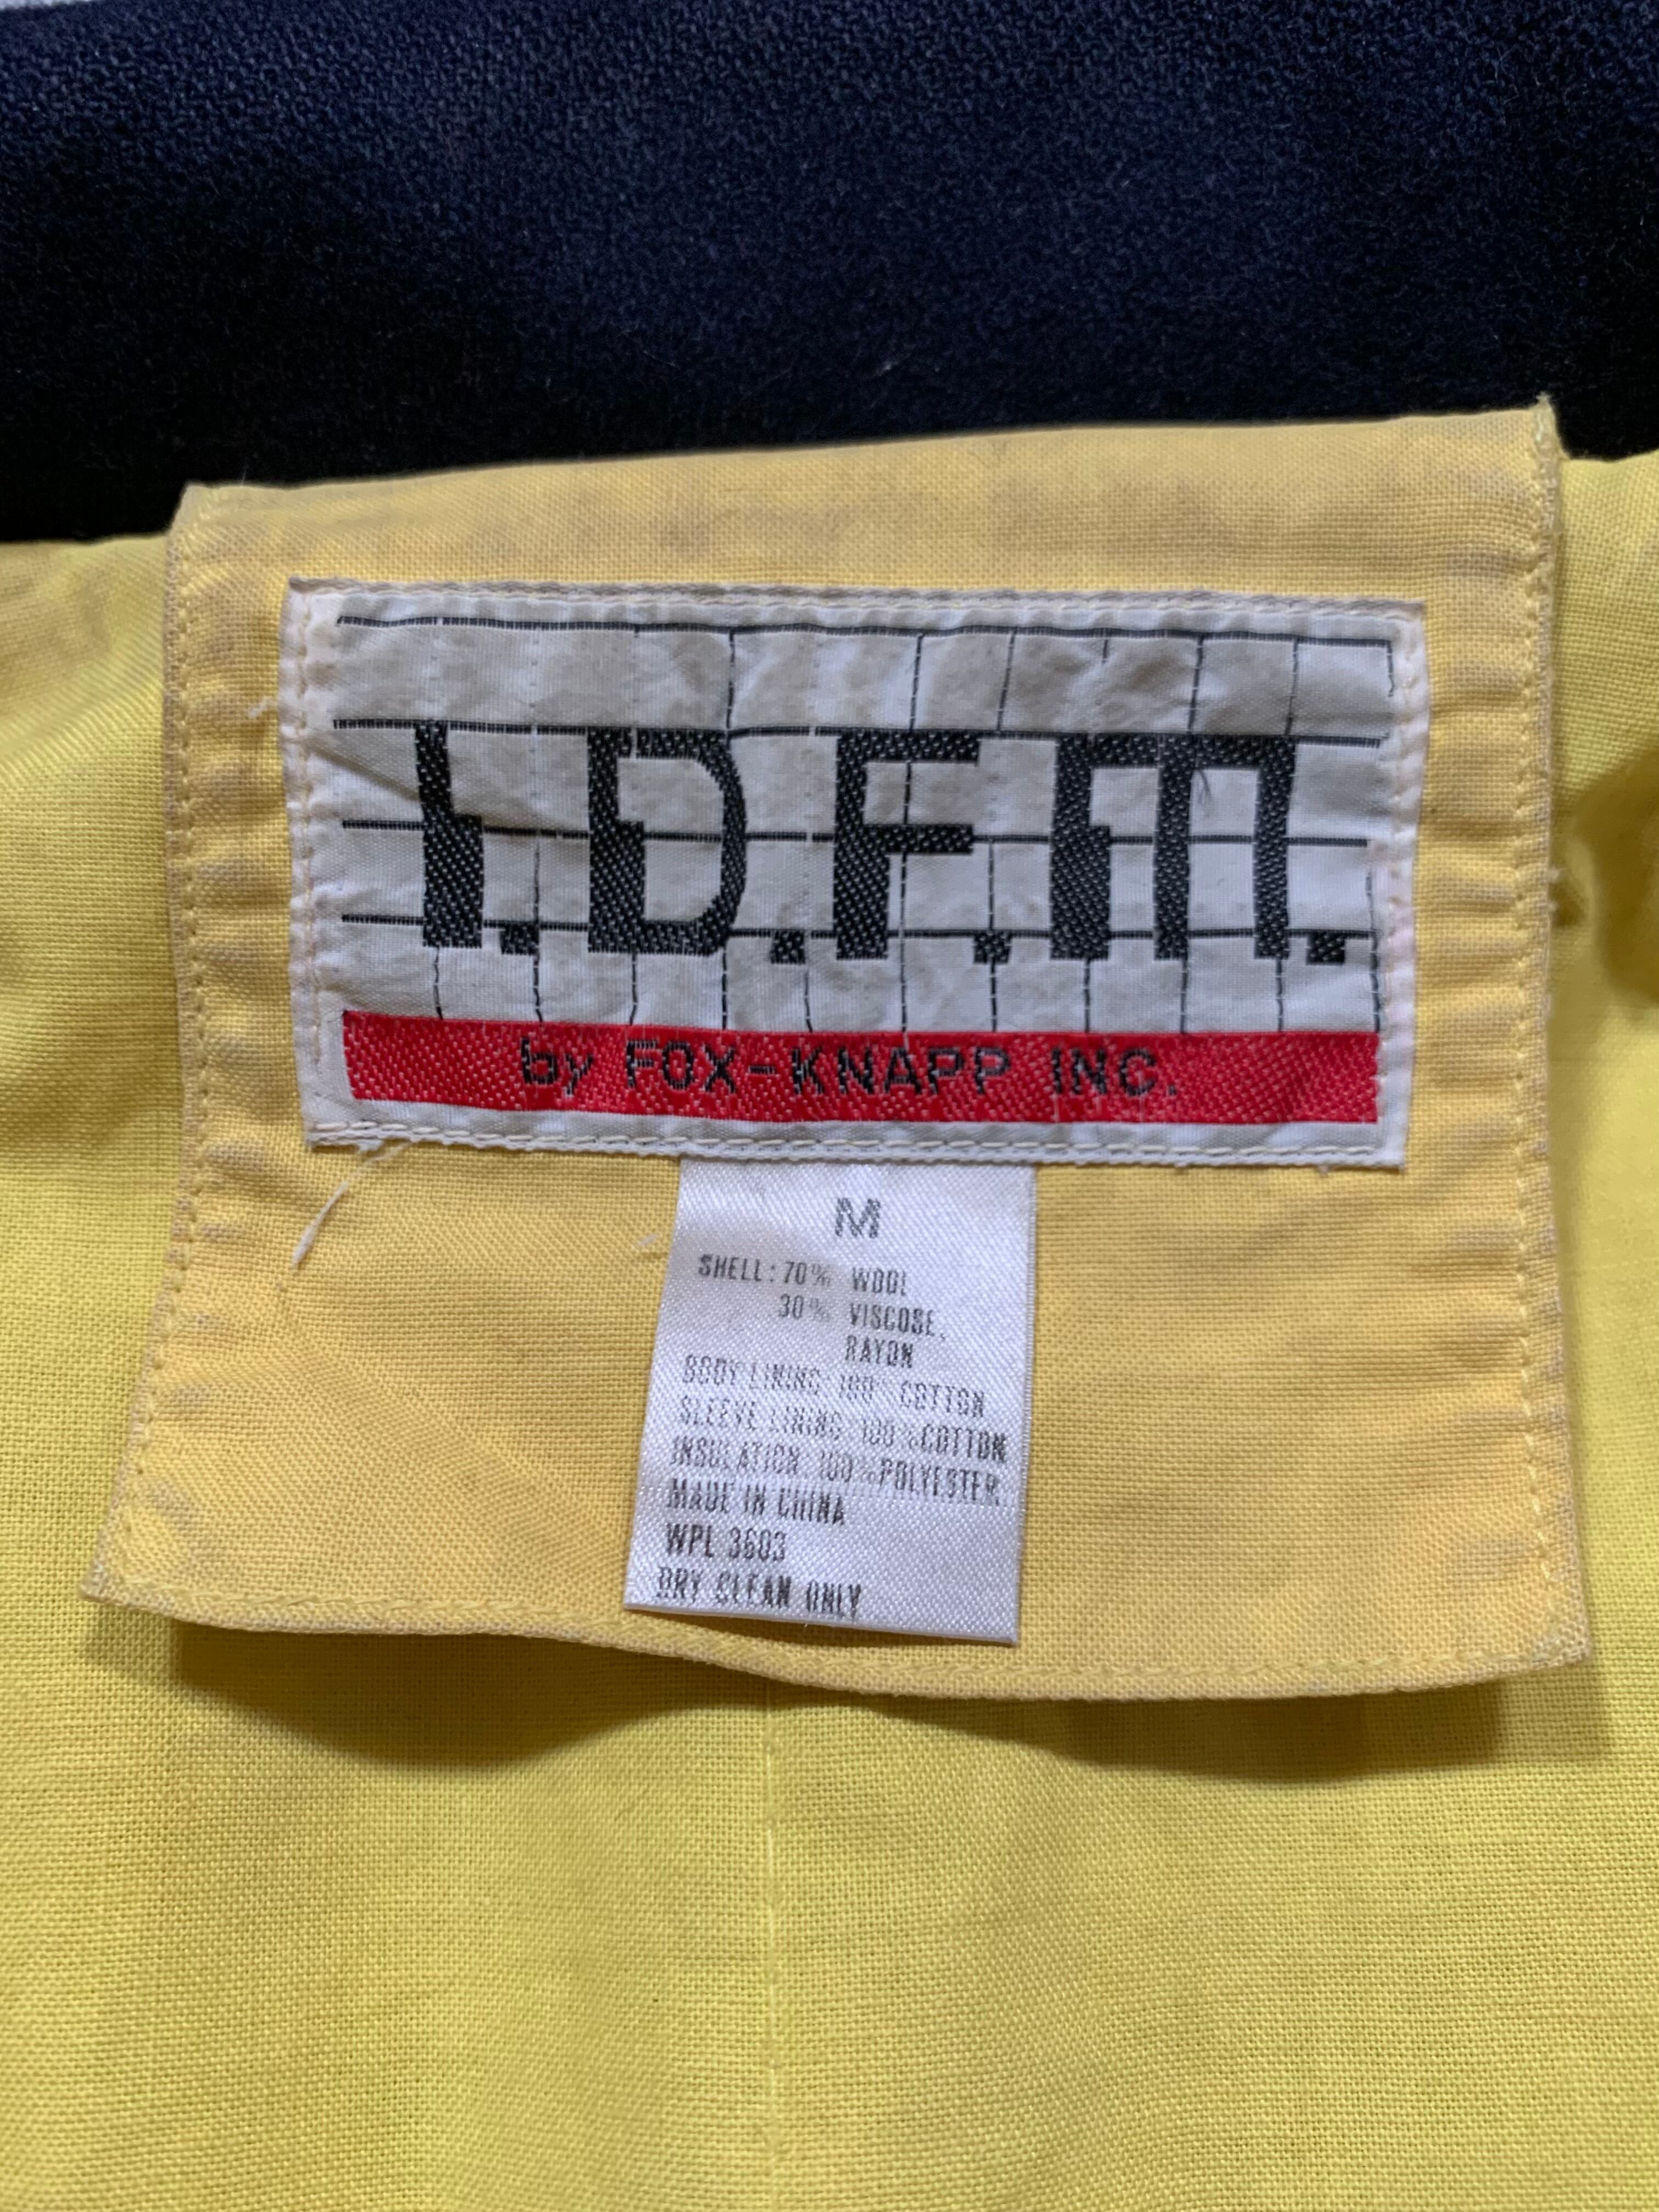 I.D.F.M.
by FOX-KNAPP INC.
M
SHELL: 70% WOOL
30% VISCOSE,
RAYON
BODY LINING: 100% COTTON
SLEEVE LINING: 100% COTTON
INSULATION: 100% POLYESTER
MADE IN CHINA
WPL 3603
DRY CLEAN ONLY